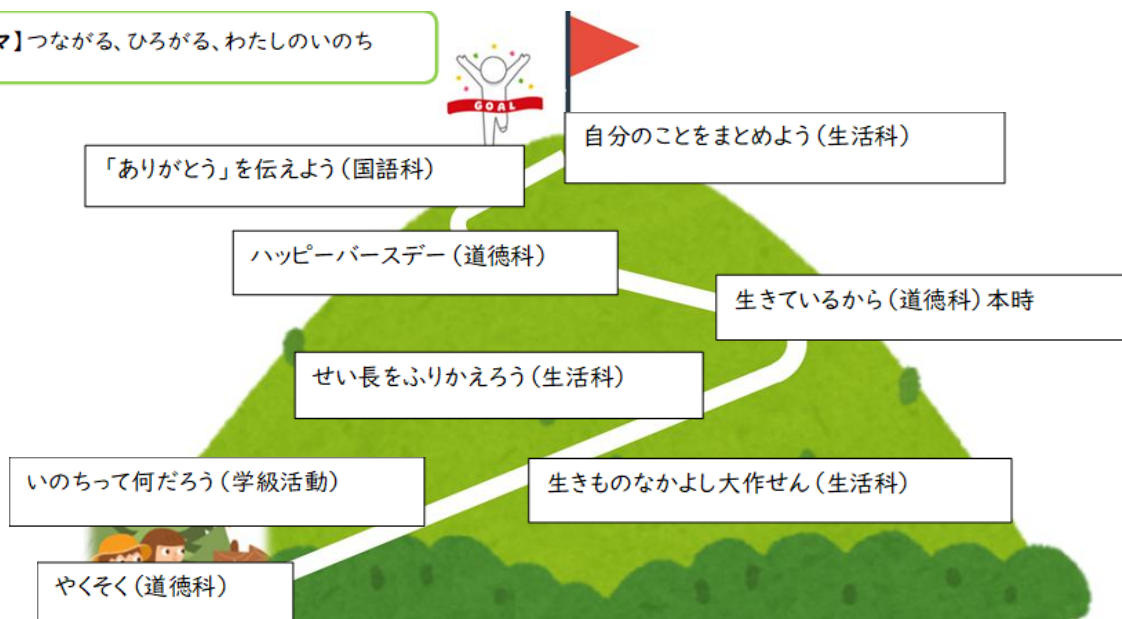 マ】つながる、ひろがる、わたしのいのち
GOAL
自分のことをまとめよう（生活科）
「ありがとう」を伝えよう（国語科）
ハッピーバースデー（道徳科）
生きているから（道徳科）本時
せい長をふりかえろう（生活科）
いのちって何だろう（学級活動）
生きものなかよし大作せん（生活科）
やくそく（道徳科）